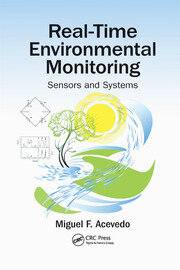 Real-Time
Environmental
Monitoring
Sensors and Systems
Miguel F. Acevedo
CRC Press
Taylor & Francis Group